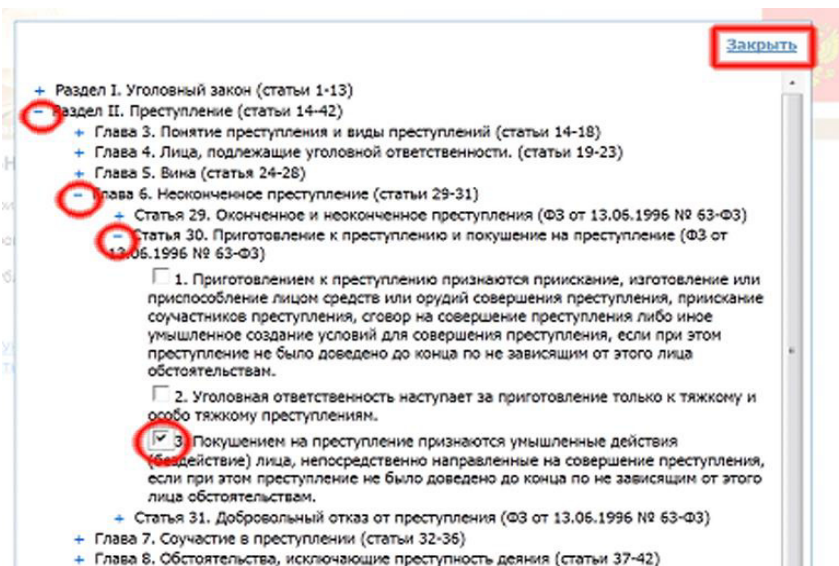 Закрыть
+ Раздел I. Уголовный закон (статьи 1-13)
- Раздел II. Преступление (статьи 14-42)
+ Глава 3. Понятие преступления и виды преступлений (статьи 14-18)
+ Глава 4. Лица, подлежащие уголовной ответственности. (статьи 19-23)
+ Глава 5. Вина (статья 24-28)
- Глава 6. Неоконченное преступление (статьи 29-31)
+ Статья 29. Оконченное и неоконченное преступления (ФЗ от 13.06.1996 № 63-ФЗ)
- Статья 30. Приготовление к преступлению и покушение на преступление (ФЗ от
13.06.1996 № 63-ФЗ)
1. Приготовлением к преступлению признаются приискание, изготовление или
приспособление лицом средств или орудий совершения преступления, приискание
соучастников преступления, сговор на совершение преступления либо иное
умышленное создание условий для совершения преступления, если при этом
преступление не было доведено до конца по не зависящим от этого лица
обстоятельствам.
2. Уголовная ответственность наступает за приготовление только к тяжкому и
особо тяжкому преступлениям.
3. Покушением на преступление признаются умышленные действия
(бездействие) лица, непосредственно направленные на совершение преступления,
если при этом преступление не было доведено до конца по не зависящим от этого
лица обстоятельствам.
+ Статья 31. Добровольный отказ от преступления (ФЗ от 13.06.1996 № 63-ФЗ)
+ Глава 7. Соучастие в преступлении (статьи 32-36)
+ Глава 8. Обстоятельства, исключающие преступность деяния (статьи 37-42)